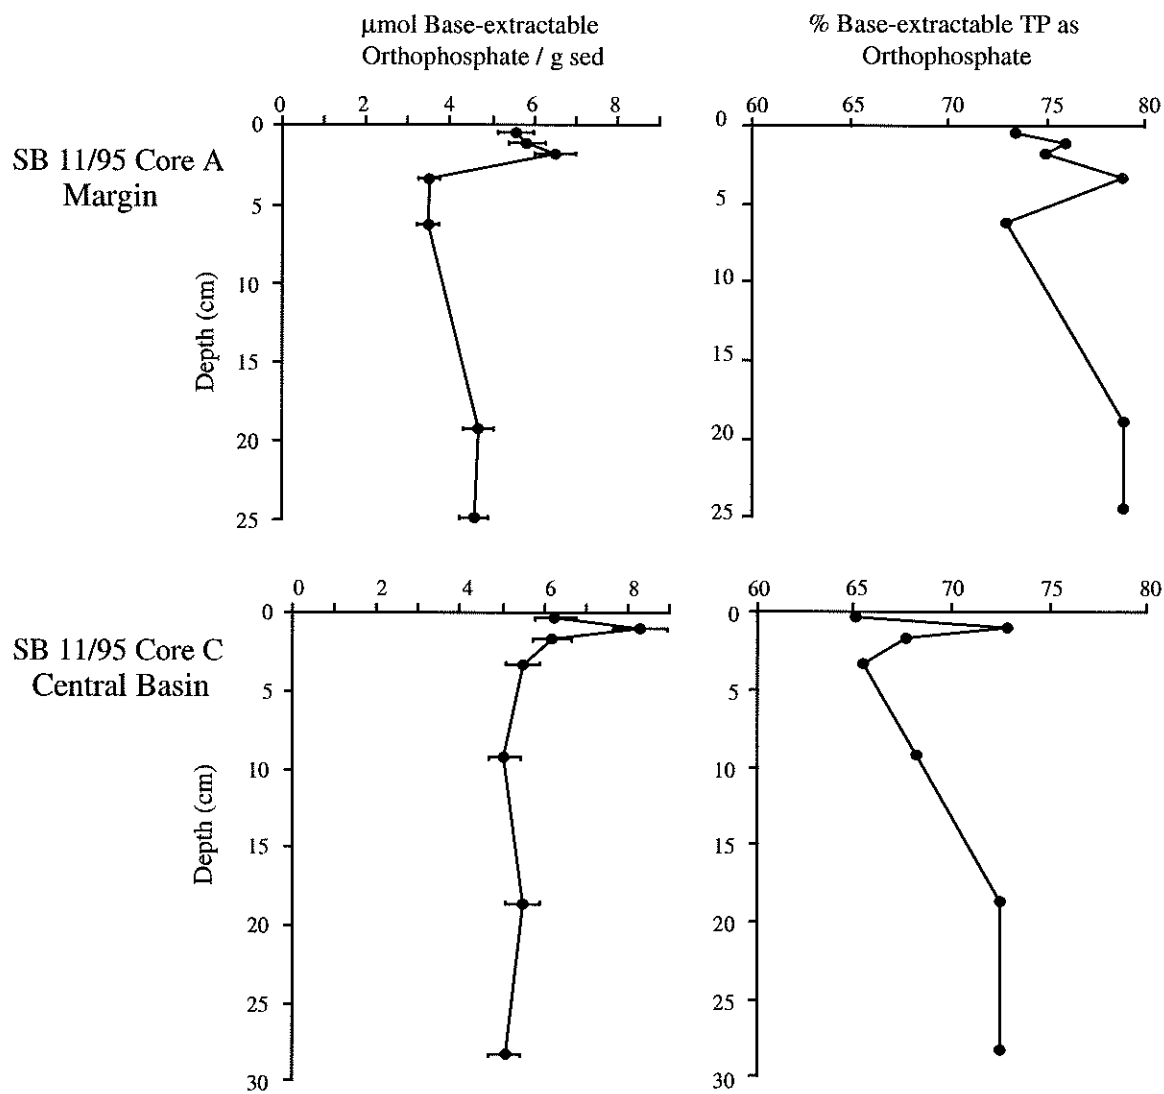 μmol Base-extractable
Orthophosphate / g sed
% Base-extractable TP as
Orthophosphate
0 2 4 6 8
60 65 70 75 80
SB 11/95 Core A
Margin
Depth (cm)
0
5
10
15
20
25
0
5
10
15
20
25
0 2 4 6 8
60 65 70 75 80
SB 11/95 Core C
Central Basin
Depth (cm)
0
5
10
15
20
25
30
0
5
10
15
20
25
30